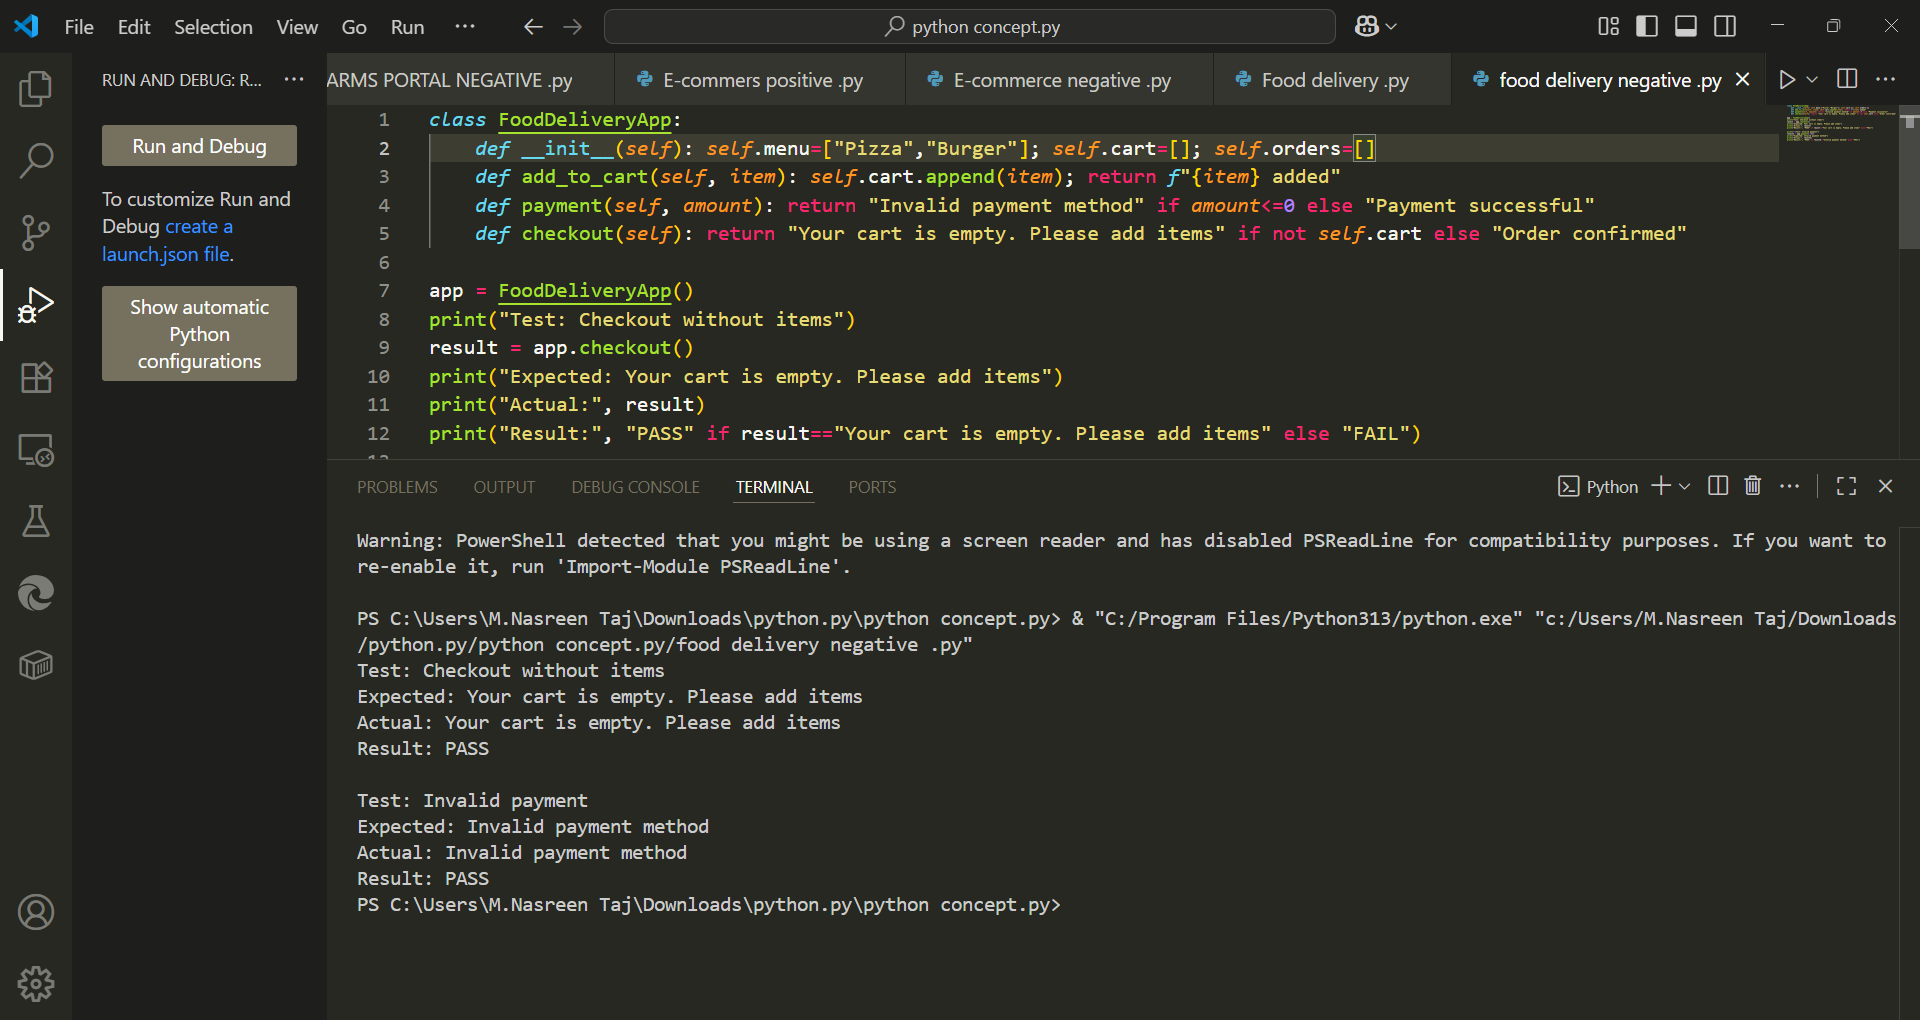 File Edit Selection View Go Run ...
python concept.py
RUN AND DEBUG: R... ...
ARMS PORTAL NEGATIVE .py E-commers positive .py E-commerce negative .py Food delivery .py food delivery negative .py
Run and Debug
To customize Run and
Debug create a
launch.json file.
Show automatic
Python
configurations
1 class FoodDeliveryApp:
2 def __init__(self): self.menu=["Pizza","Burger"]; self.cart=[]; self.orders=[]
3 def add_to_cart(self, item): self.cart.append(item); return f"{item} added"
4 def payment(self, amount): return "Invalid payment method" if amount<=0 else "Payment successful"
5 def checkout(self): return "Your cart is empty. Please add items" if not self.cart else "Order confirmed"
6
7 app = FoodDeliveryApp()
8 print("Test: Checkout without items")
9 result = app.checkout()
10 print("Expected: Your cart is empty. Please add items")
11 print("Actual:", result)
12 print("Result:", "PASS" if result=="Your cart is empty. Please add items" else "FAIL")
PROBLEMS OUTPUT DEBUG CONSOLE TERMINAL PORTS
Python
Warning: PowerShell detected that you might be using a screen reader and has disabled PSReadLine for compatibility purposes. If you want to
re-enable it, run 'Import-Module PSReadLine'.
PS C:\Users\M.Nasreen Taj\Downloads\python.py\python concept.py> & "C:/Program Files/Python313/python.exe" "c:/Users/M.Nasreen Taj/Downloads
/python.py/python concept.py/food delivery negative .py"
Test: Checkout without items
Expected: Your cart is empty. Please add items
Actual: Your cart is empty. Please add items
Result: PASS
Test: Invalid payment
Expected: Invalid payment method
Actual: Invalid payment method
Result: PASS
PS C:\Users\M.Nasreen Taj\Downloads\python.py\python concept.py>